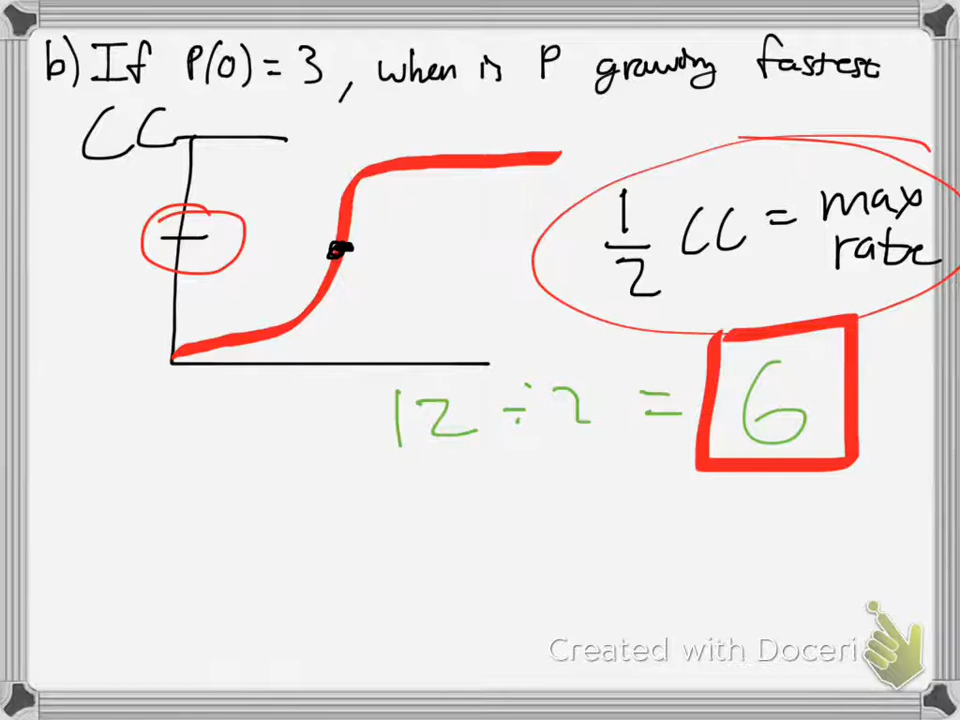 b) If P(0) = 3, when is P growing fastest
CC
1/2 CC = max rate
12 ÷ 2 = 6
Created with Doceri